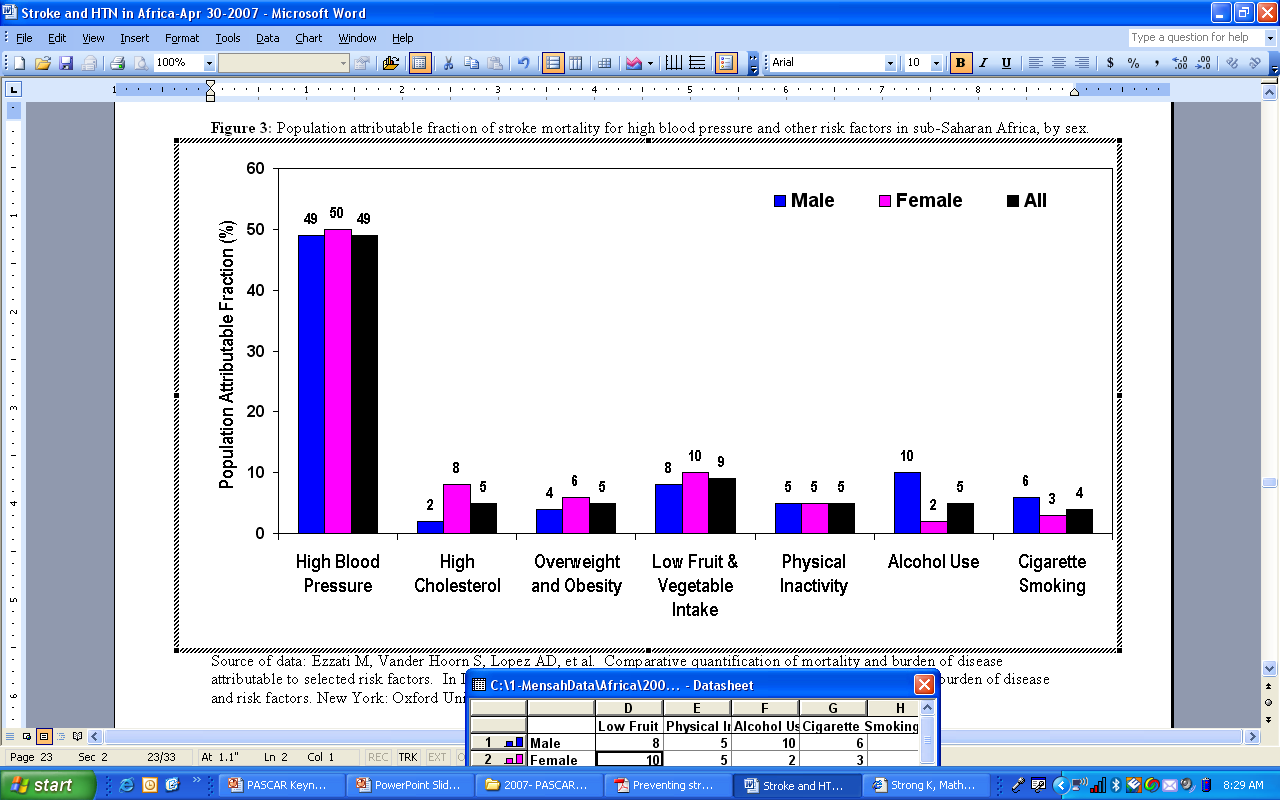 Stroke and HTN in Africa-Apr 30-2007 - Microsoft Word
File Edit View Insert Format Tools Data Chart Window Help
Type a question for help
100%
Arial 10 B I U $ % ,
1 1 2 3 4 5 6 7 8
Figure 3: Population attributable fraction of stroke mortality for high blood pressure and other risk factors in sub-Saharan Africa, by sex.
Male Female All
Population Attributable Fraction (%)
60
50
40
30
20
10
0
49 50 49
2 8 5
4 6 5
8 10 9
5 5 5
10 2 5
6 3 4
High Blood
Pressure
High
Cholesterol
Overweight
and Obesity
Low Fruit &
Vegetable
Intake
Physical
Inactivity
Alcohol Use
Cigarette
Smoking
Source of data: Ezzati M, Vander Hoorn S, Lopez AD, et al. Comparative quantification of mortality and burden of disease
attributable to selected risk factors. In urden of disease
and risk factors. New York: Oxford Uni
C:\1-MensahData\Africa\200... - Datasheet
D E F G H
Low Fruit Physical I Alcohol Us Cigarette Smoking
1 Male 8 5 10 6
2 Female 10 5 2 3
Page 23 Sec 2 23/33 At 1.1" Ln 2 Col 1 REC TRK EXT
start
PASCAR Keyn...
PowerPoint Slid...
2007- PASCAR...
Preventing str...
Stroke and HT...
Strong K, Math...
8:29 AM